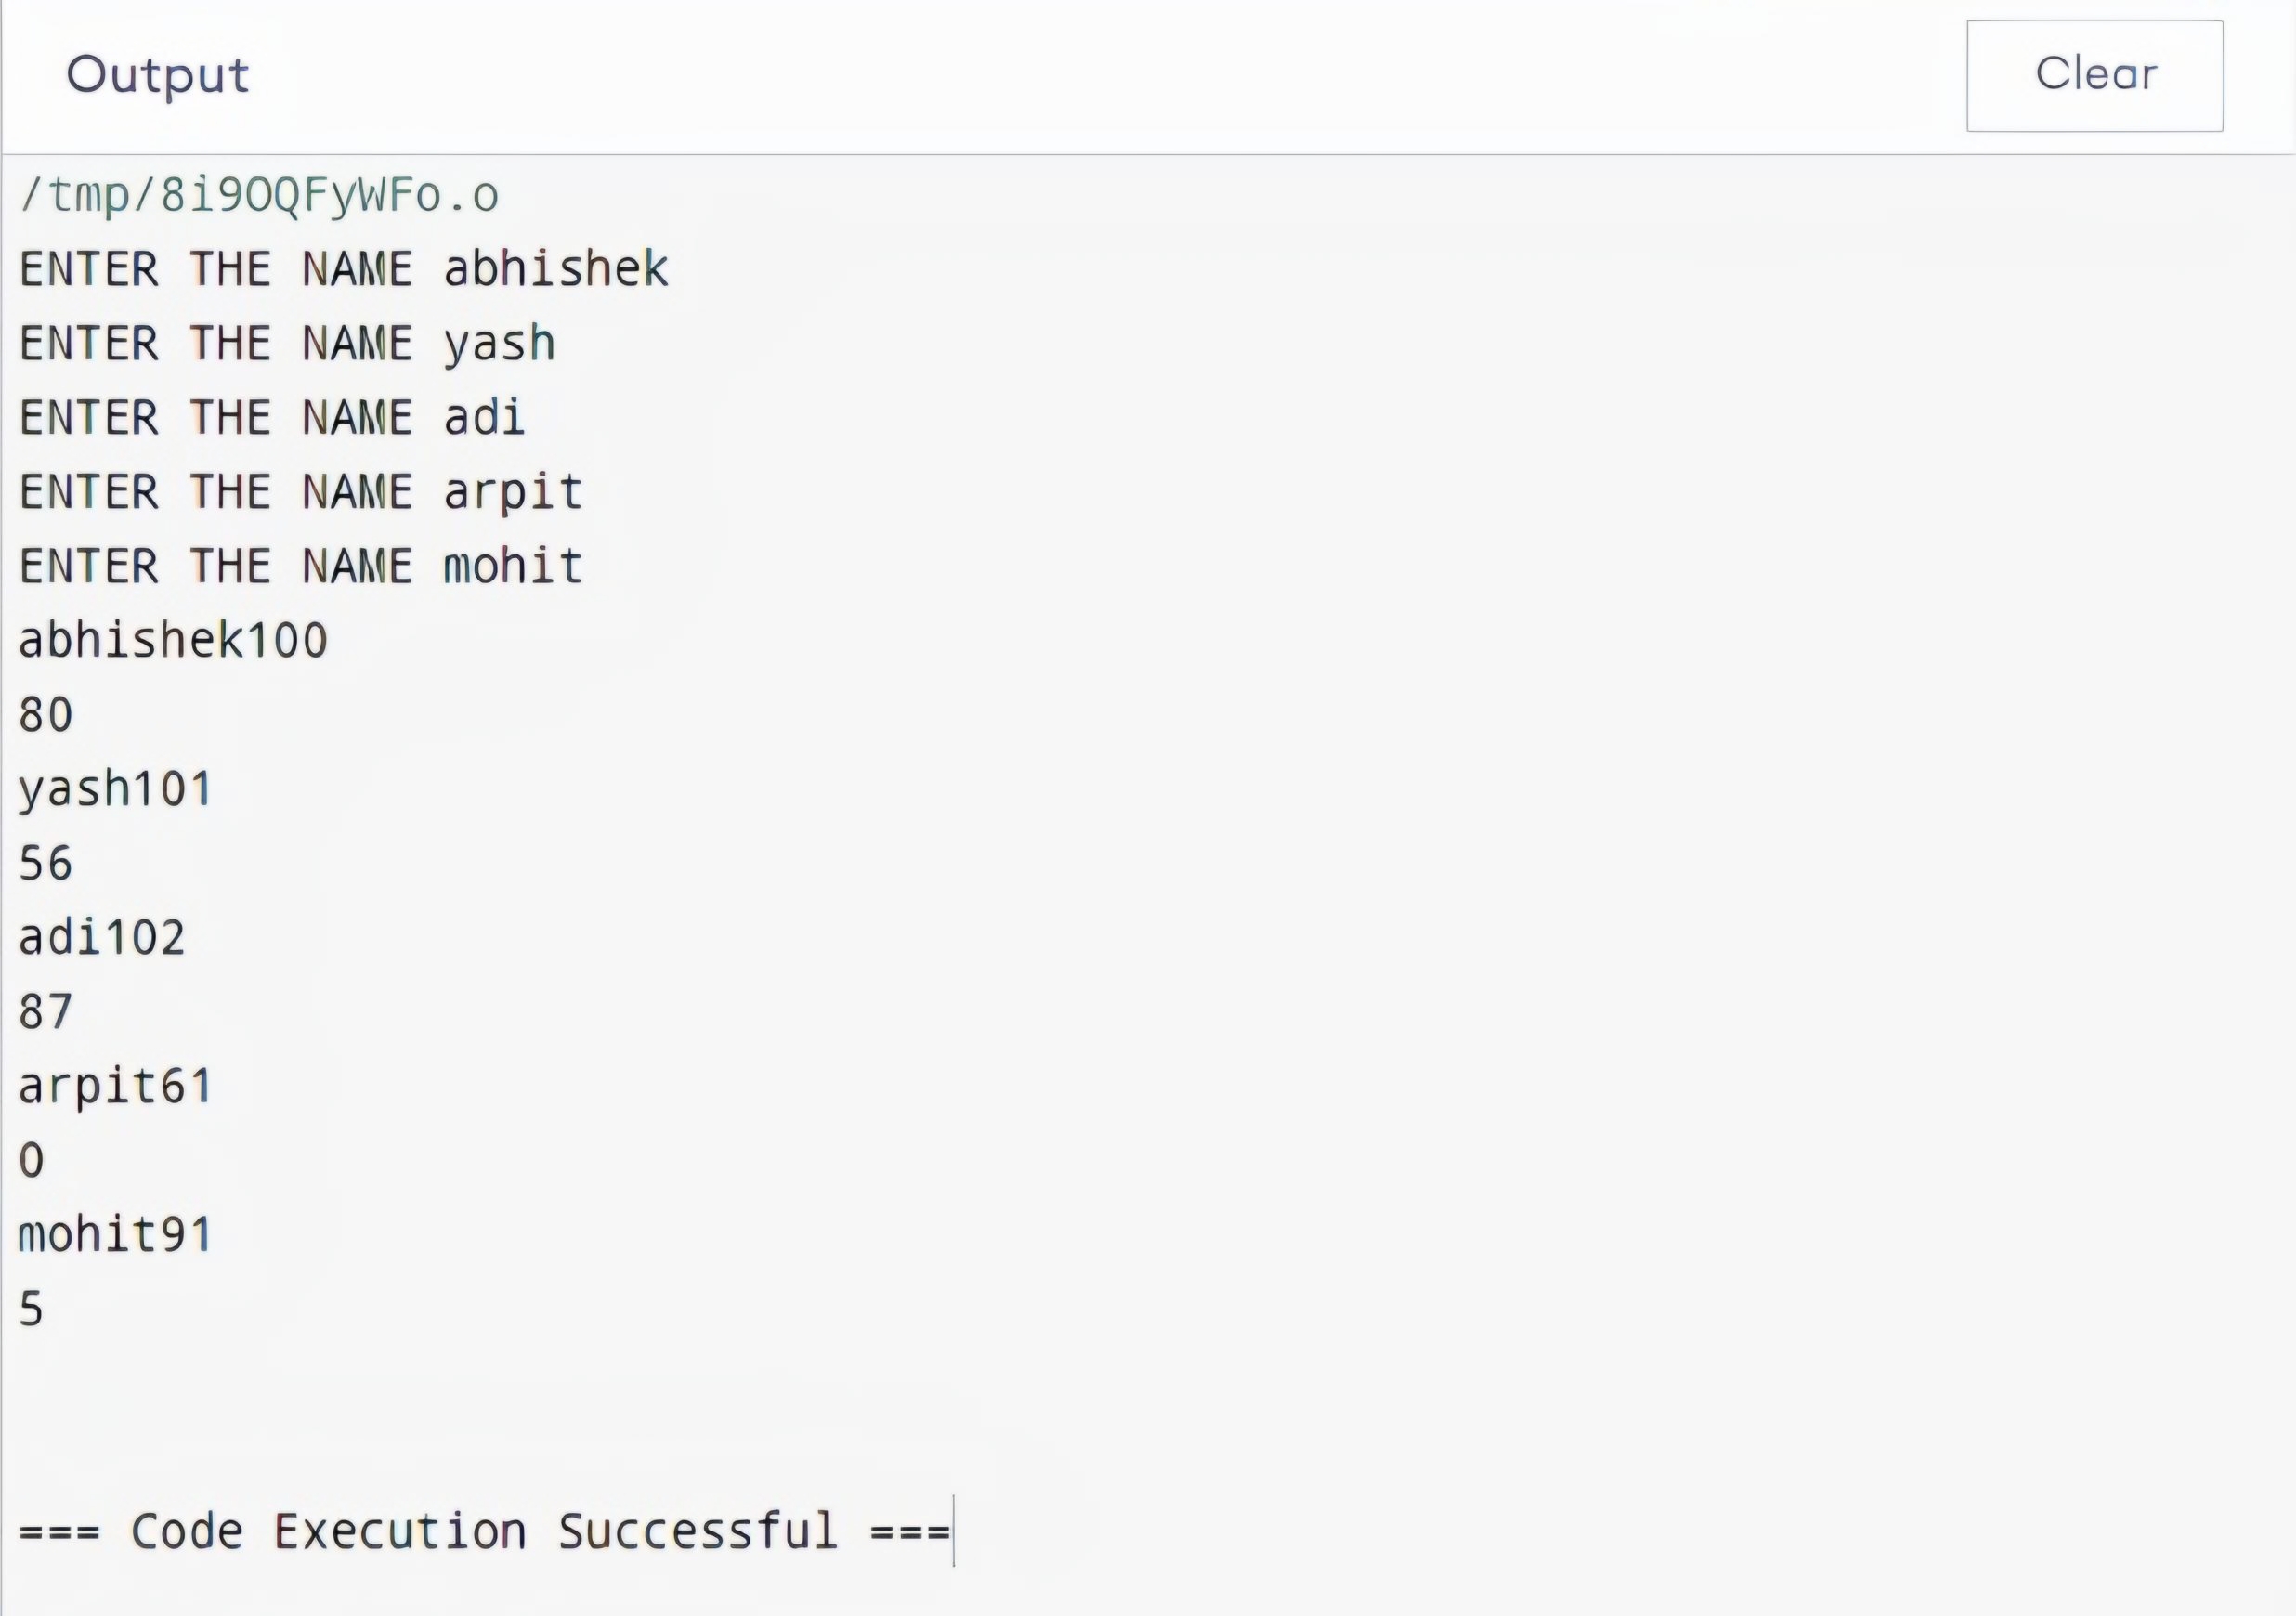 Output
Clear
/tmp/8i9OQFyWFo.o
ENTER THE NAME abhishek
ENTER THE NAME yash
ENTER THE NAME adi
ENTER THE NAME arpit
ENTER THE NAME mohit
abhishek100
80
yash101
56
adi102
87
arpit61
0
mohit91
5
=== Code Execution Successful ===